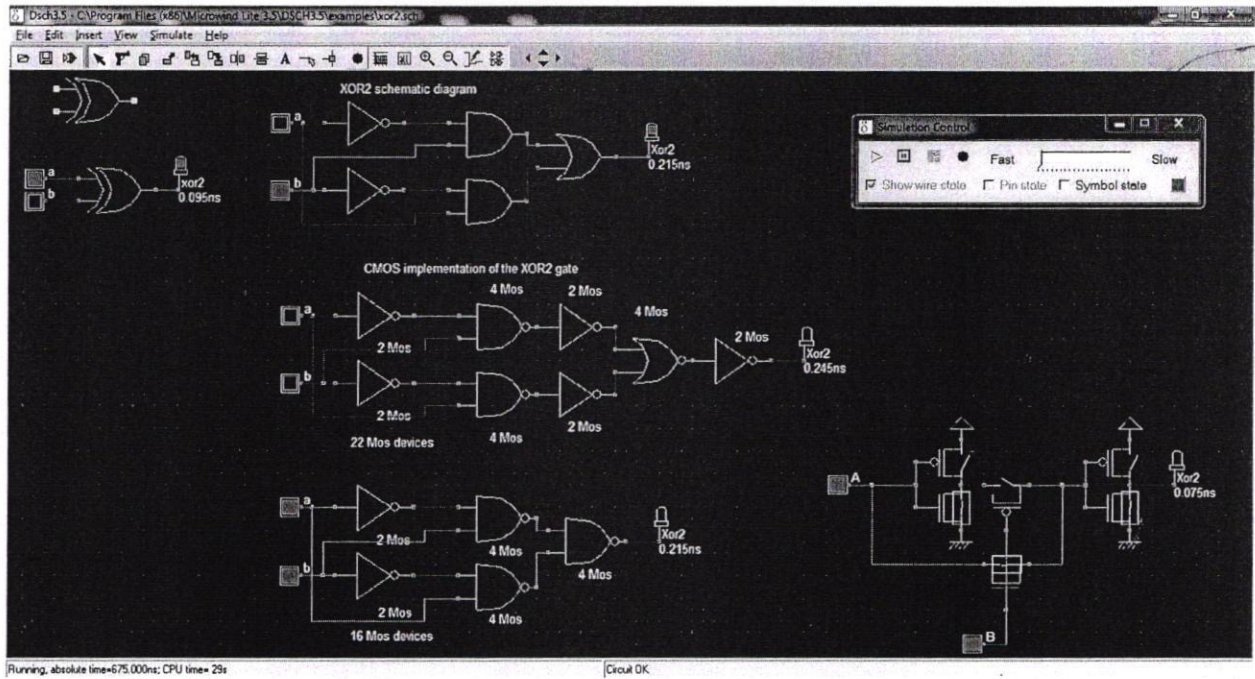 Dsch3.5 - C:\Program Files (x86)\Microwind Lite 3.5\DSCH3.5\examples\xor2.sch
File Edit Insert View Simulate Help
XOR2 schematic diagram
a
b
Xor2
0.215ns
a
b
xor2
0.095ns
Simulation Control
Fast
Slow
Show wire state
Pin state
Symbol state
CMOS implementation of the XOR2 gate
4 Mos
2 Mos
4 Mos
a
2 Mos
2 Mos
Xor2
0.245ns
b
2 Mos
4 Mos
2 Mos
22 Mos devices
a
2 Mos
4 Mos
Xor2
0.215ns
b
4 Mos
2 Mos
4 Mos
16 Mos devices
A
Xor2
0.075ns
B
Running, absolute time=675.000ns; CPU time= 29s
Circuit OK